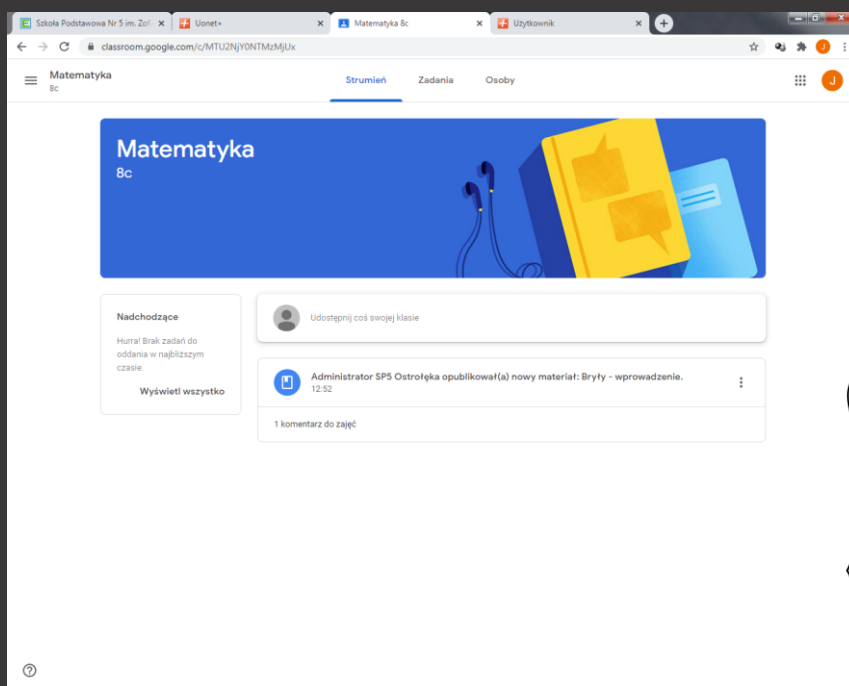 Szkoła Podstawowa Nr 5 im. Zofi
Uonet+
Matematyka 8c
Użytkownik
classroom.google.com/c/MTU2NjY0NTMzMjUx
Matematyka
8c
Strumień
Zadania
Osoby
J
J
Matematyka
8c
Nadchodzące
Hurra! Brak zadań do
oddania w najbliższym
czasie.
Wyświetl wszystko
Udostępnij coś swojej klasie
Administrator SP5 Ostrołęka opublikował(a) nowy materiał: Bryły - wprowadzenie.
12:52
1 komentarz do zajęć